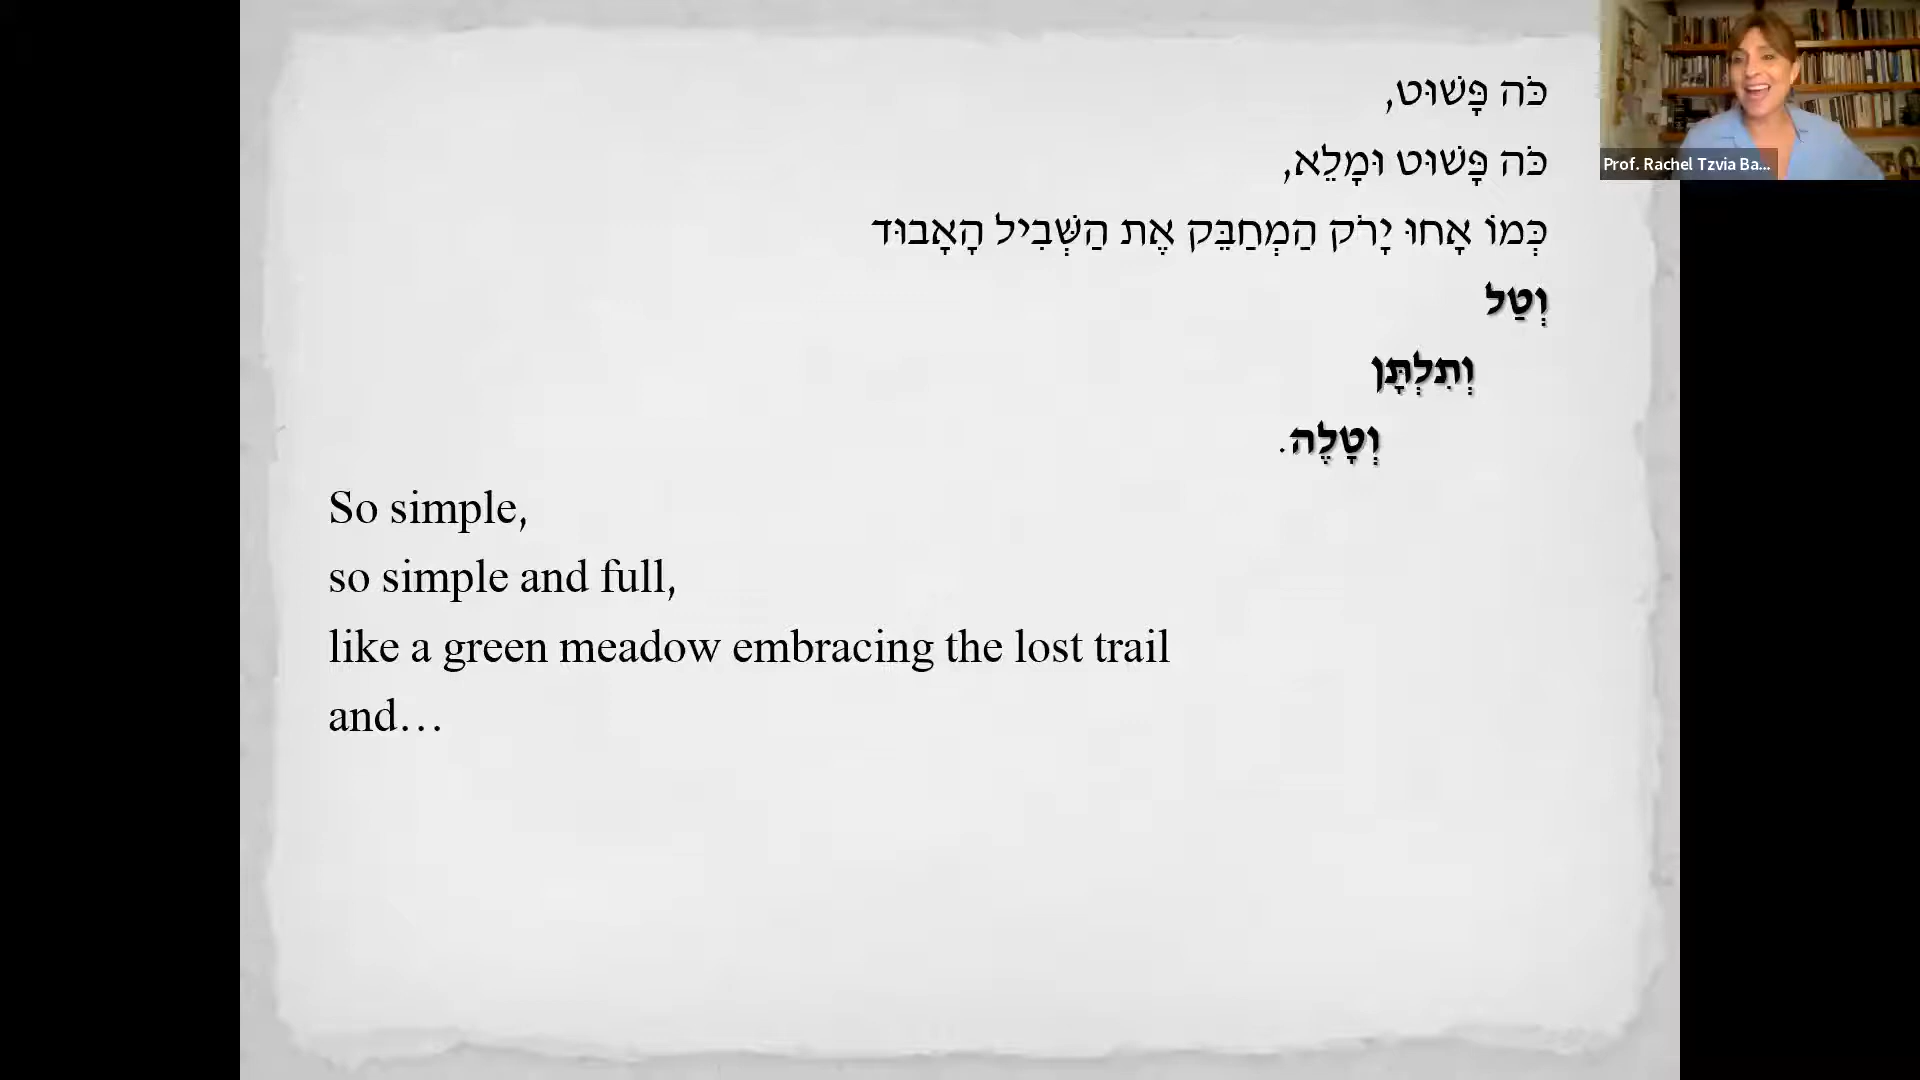 כֹּה פָּשׁוּט,
כֹּה פָּשׁוּט וּמָלֵא,
כְּמוֹ אָחוּ יָרֹק הַמְחַבֵּק אֶת הַשְּׁבִיל הָאָבוּד
וְטַל
וְתִלְתָּן
וְטָלֶה.
So simple,
so simple and full,
like a green meadow embracing the lost trail
and…
Prof. Rachel Tzvia Ba...